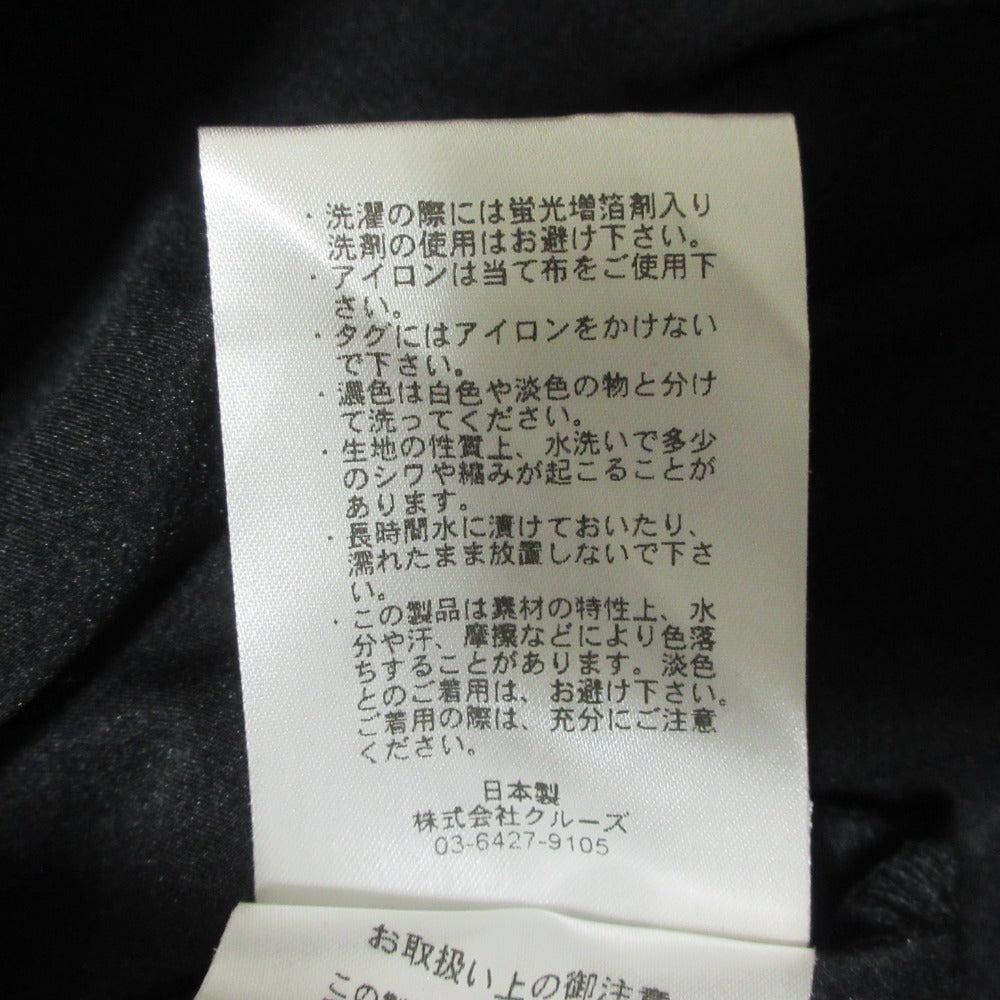 ・洗濯の際には蛍光増箔剤入り
洗剤の使用はお避け下さい。
・アイロンは当て布をご使用下
さい。
・タグにはアイロンをかけない
で下さい。
・濃色は白色や淡色の物と分け
て洗ってください。
・生地の性質上、水洗いで多少
のシワや縮みが起こることが
あります。
・長時間水に漬けておいたり、
濡れたまま放置しないで下さ
い。
・この製品は素材の特性上、水
分や汗、摩擦などにより色落
ちすることがあります。淡色
とのご着用は、お避け下さい。
ご着用の際は、充分にご注意
ください。
日本製
株式会社クルーズ
03-6427-9105
お取扱い上の御注意
この製